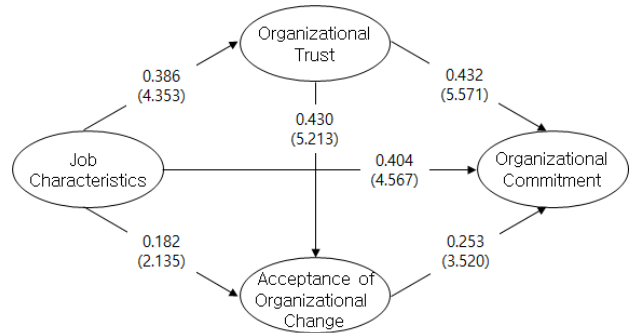 Organizational
Trust
0.386
(4.353)
0.432
(5.571)
0.430
(5.213)
Job
Characteristics
0.404
(4.567)
Organizational
Commitment
0.182
(2.135)
0.253
(3.520)
Acceptance of
Organizational
Change